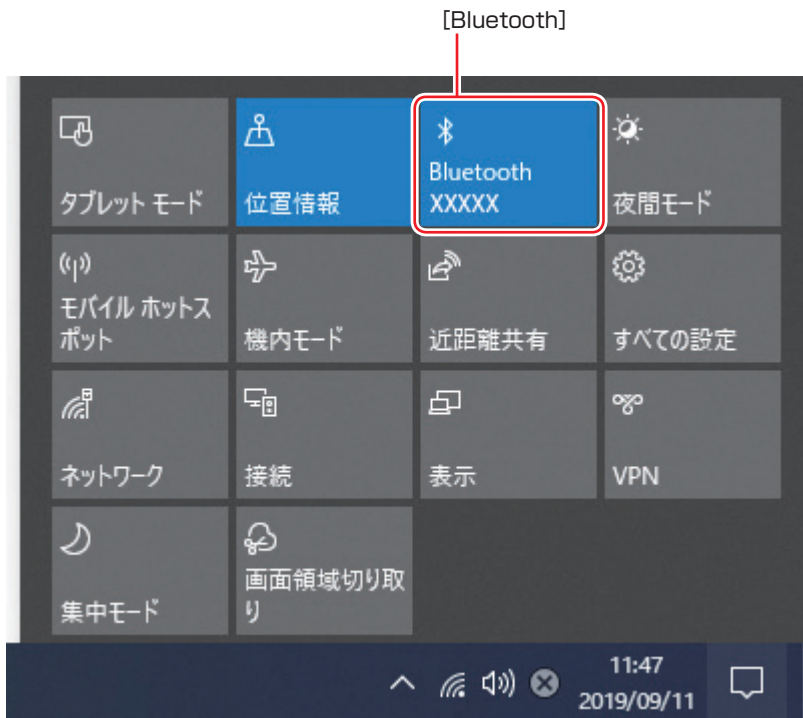 [Bluetooth]
タブレット モード
位置情報
Bluetooth
XXXXX
夜間モード
モバイル ホットス
ポット
機内モード
近距離共有
すべての設定
ネットワーク
接続
表示
VPN
集中モード
画面領域切り取
り
11:47
2019/09/11